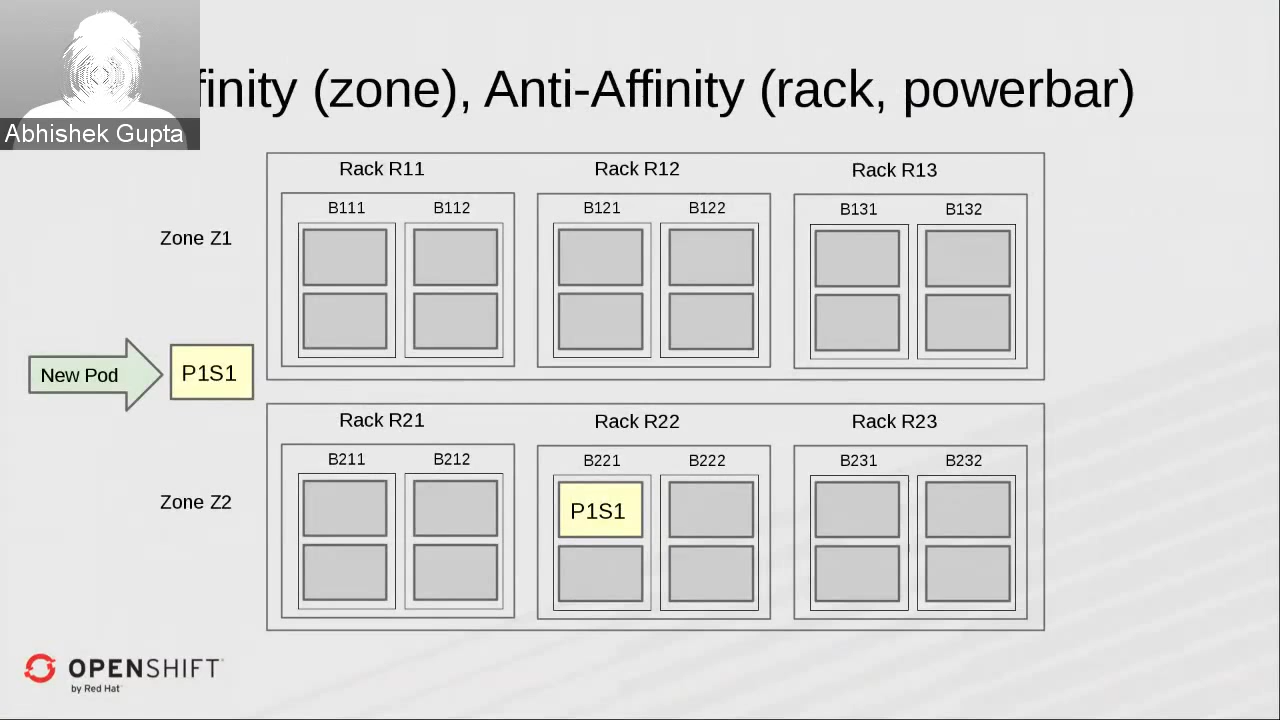 Abhishek Gupta
finity (zone), Anti-Affinity (rack, powerbar)
Rack R11 Rack R12 Rack R13
B111 B112 B121 B122 B131 B132
Zone Z1
New Pod
P1S1
Rack R21 Rack R22 Rack R23
B211 B212 B221 B222 B231 B232
Zone Z2
P1S1
OPENSHIFT
by Red Hat